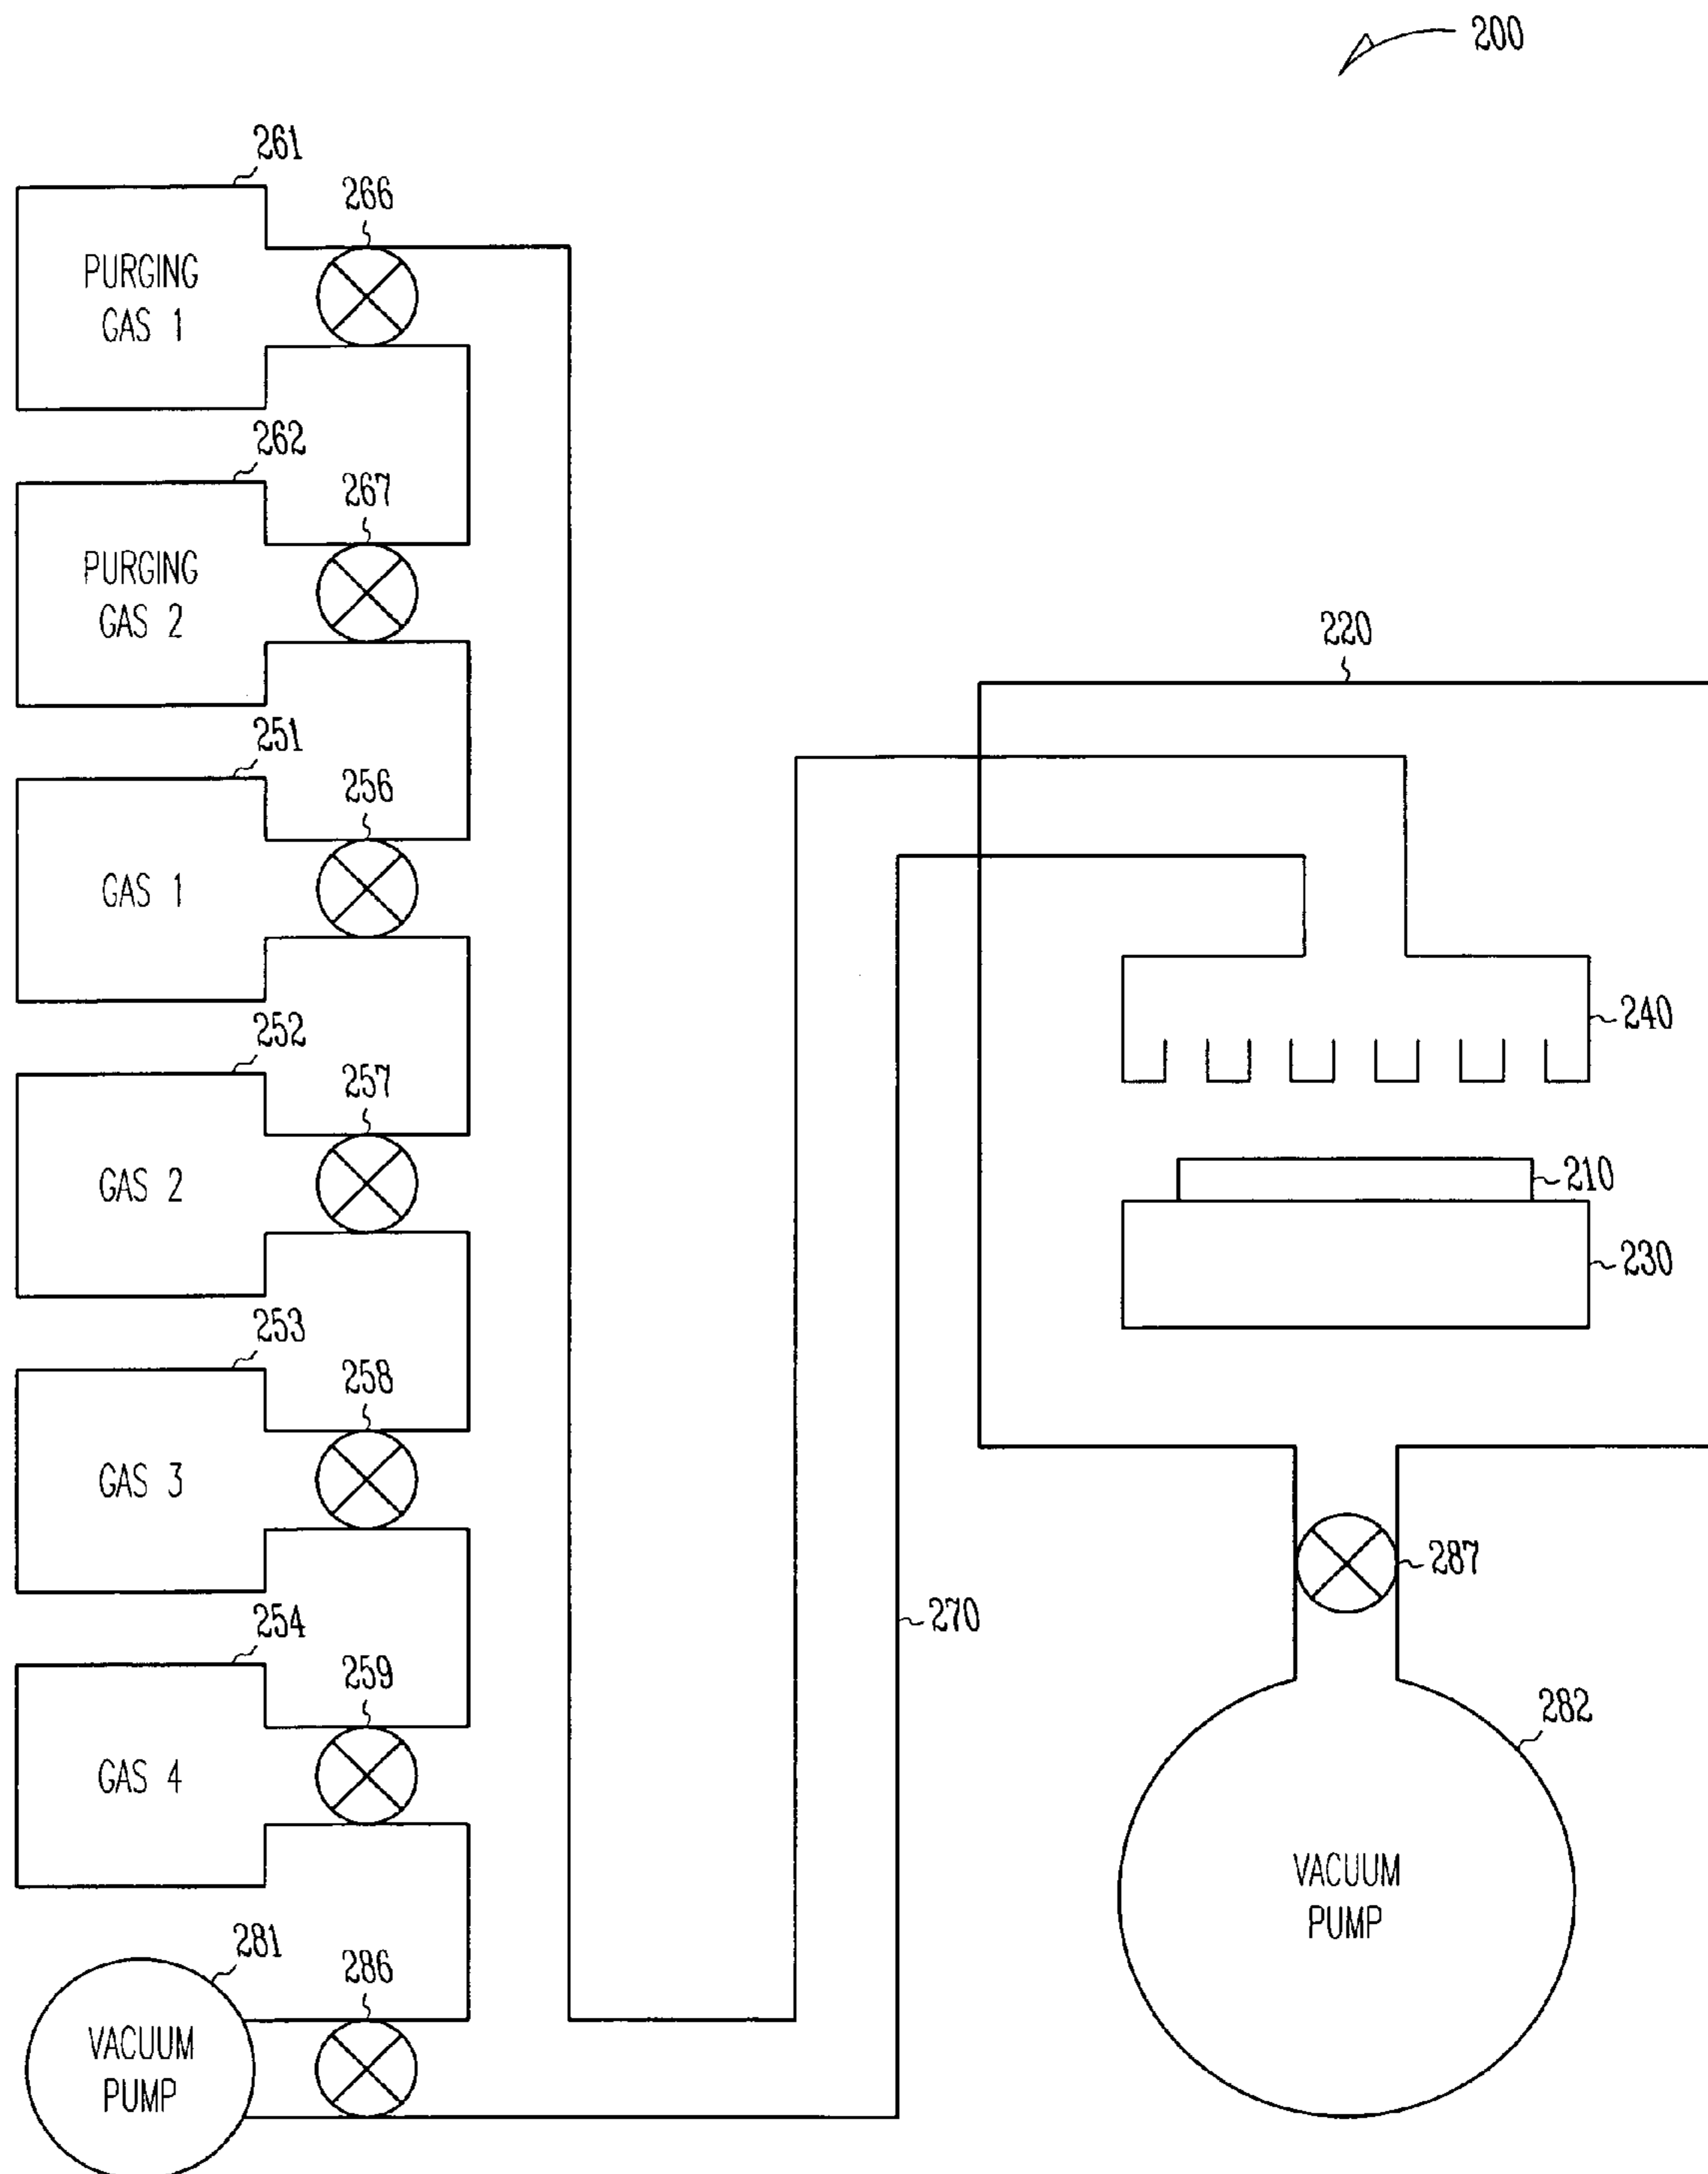 200
261
266
PURGING
GAS 1
262
267
PURGING
GAS 2
220
251
256
GAS 1
240
252
257
GAS 2
210
230
253
258
GAS 3
287
270
254
259
GAS 4
282
VACUUM
PUMP
281
286
VACUUM
PUMP